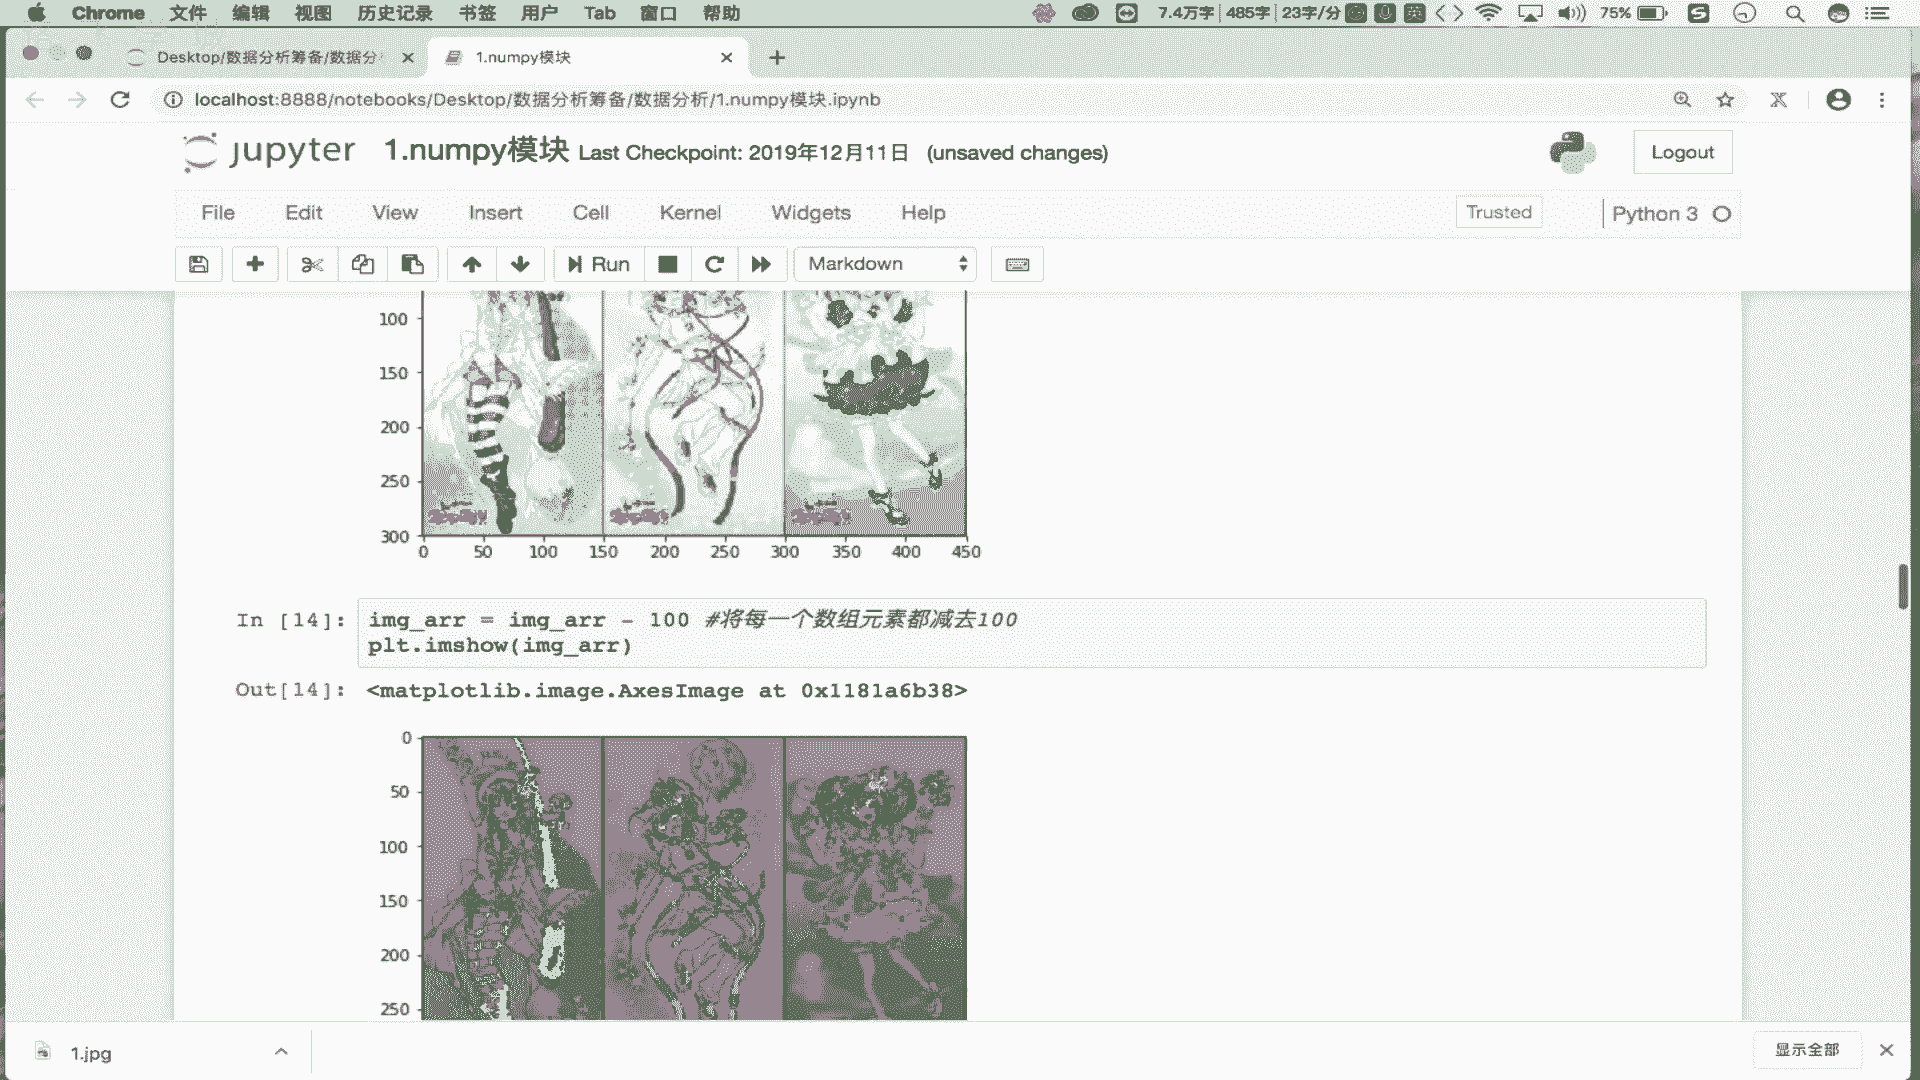 Chrome 文件 编辑 视图 历史记录 书签 用户 Tab 窗口 帮助 7.4万字 485字 23字/分 英 75%
Desktop/数据分析筹备/数据分 1.numpy模块
localhost:8888/notebooks/Desktop/数据分析筹备/数据分析/1.numpy模块.ipynb
jupyter 1.numpy模块 Last Checkpoint: 2019年12月11日 (unsaved changes) Logout
File Edit View Insert Cell Kernel Widgets Help Trusted Python 3
Run Markdown
100
150
200
250
300
0 50 100 150 200 250 300 350 400 450
In [14]: img_arr = img_arr - 100 #将每一个数组元素都减去100
plt.imshow(img_arr)
Out[14]: <matplotlib.image.AxesImage at 0x1181a6b38>
0
50
100
150
200
250
1.jpg 显示全部